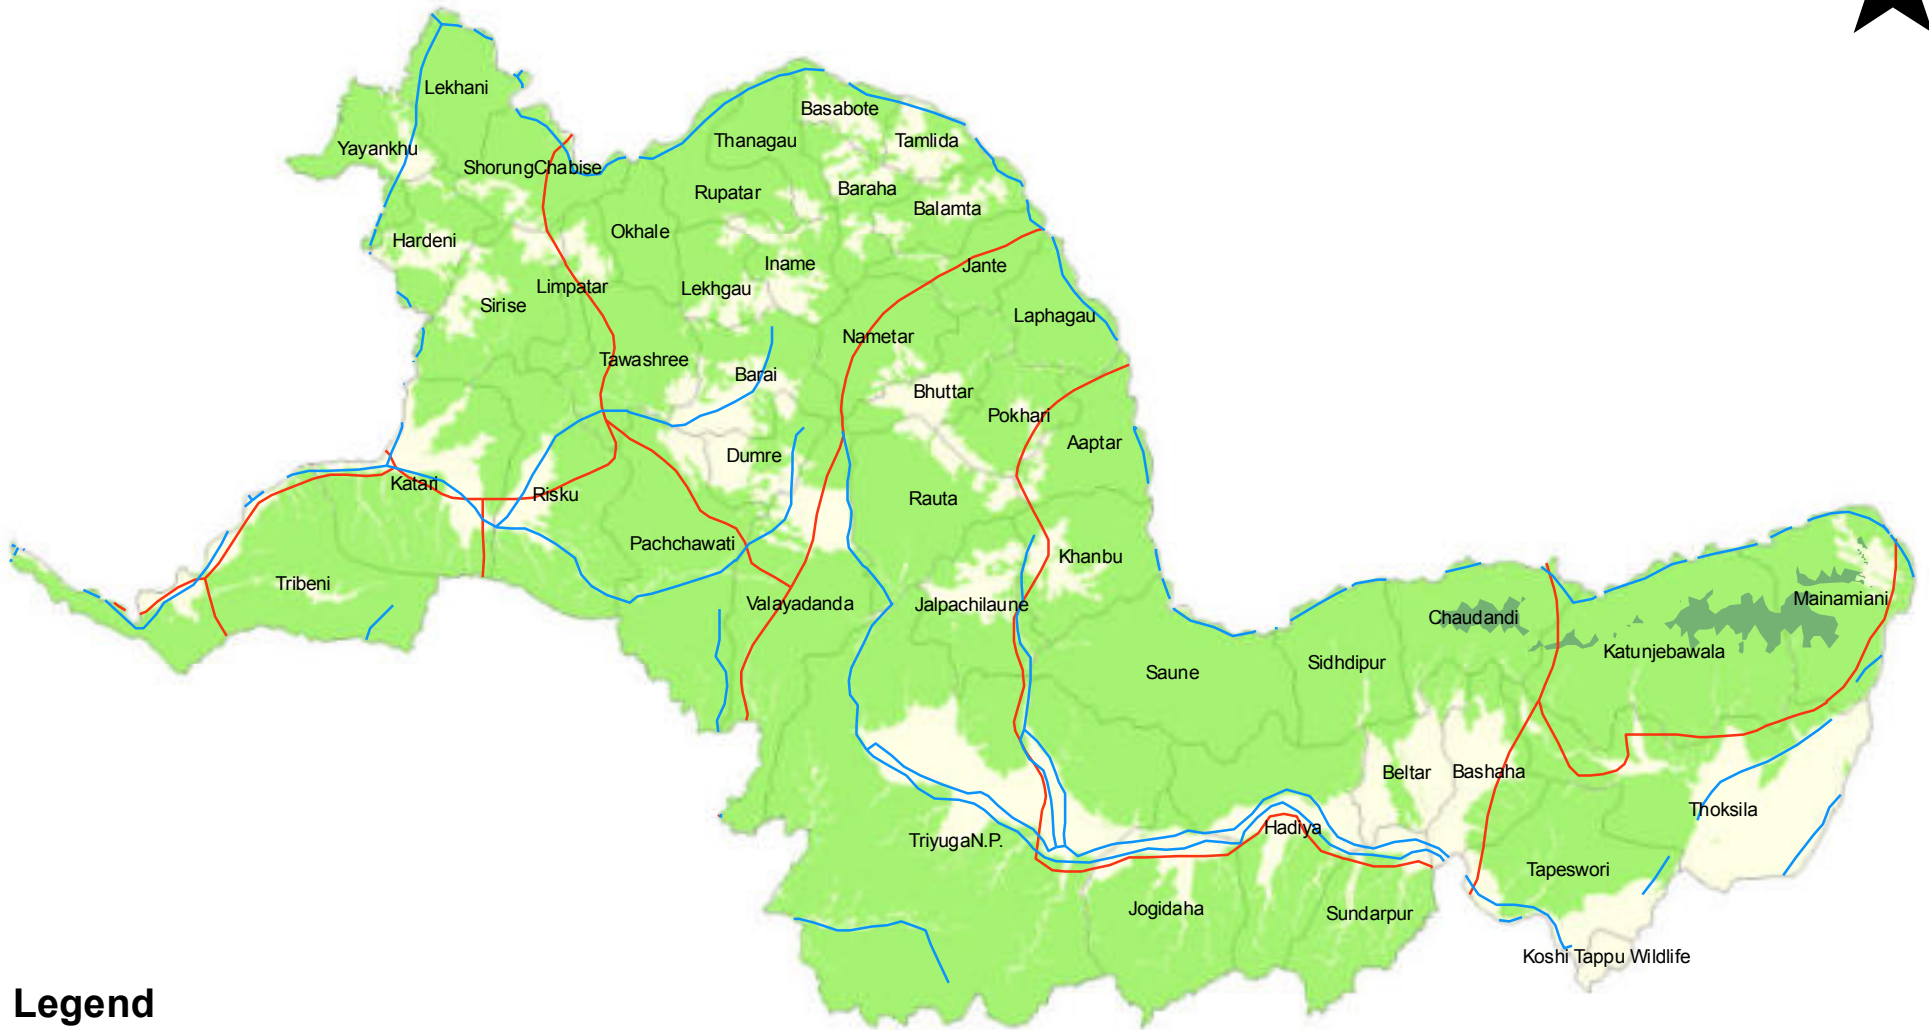 Lekhani
Basabote
Thanagau
Tamlida
Yayankhu
ShorungChabise
Rupatar
Baraha
Balamta
Okhale
Hardeni
Iname
Jante
Limpatar
Lekhgau
Sirise
Laphagau
Nametar
Tawashree
Barai
Bhuttar
Pokhari
Aaptar
Dumre
Katari
Risku
Rauta
Pachchawati
Khanbu
Tribeni
Valayadanda
Jalpachilaune
Mainamiani
Chaudandi
Katunjebawala
Sidhdipur
Saune
Beltar
Bashaha
Thoksila
Hadiya
TriyugaN.P.
Tapeswori
Jogidaha
Sundarpur
Koshi Tappu Wildlife
Legend